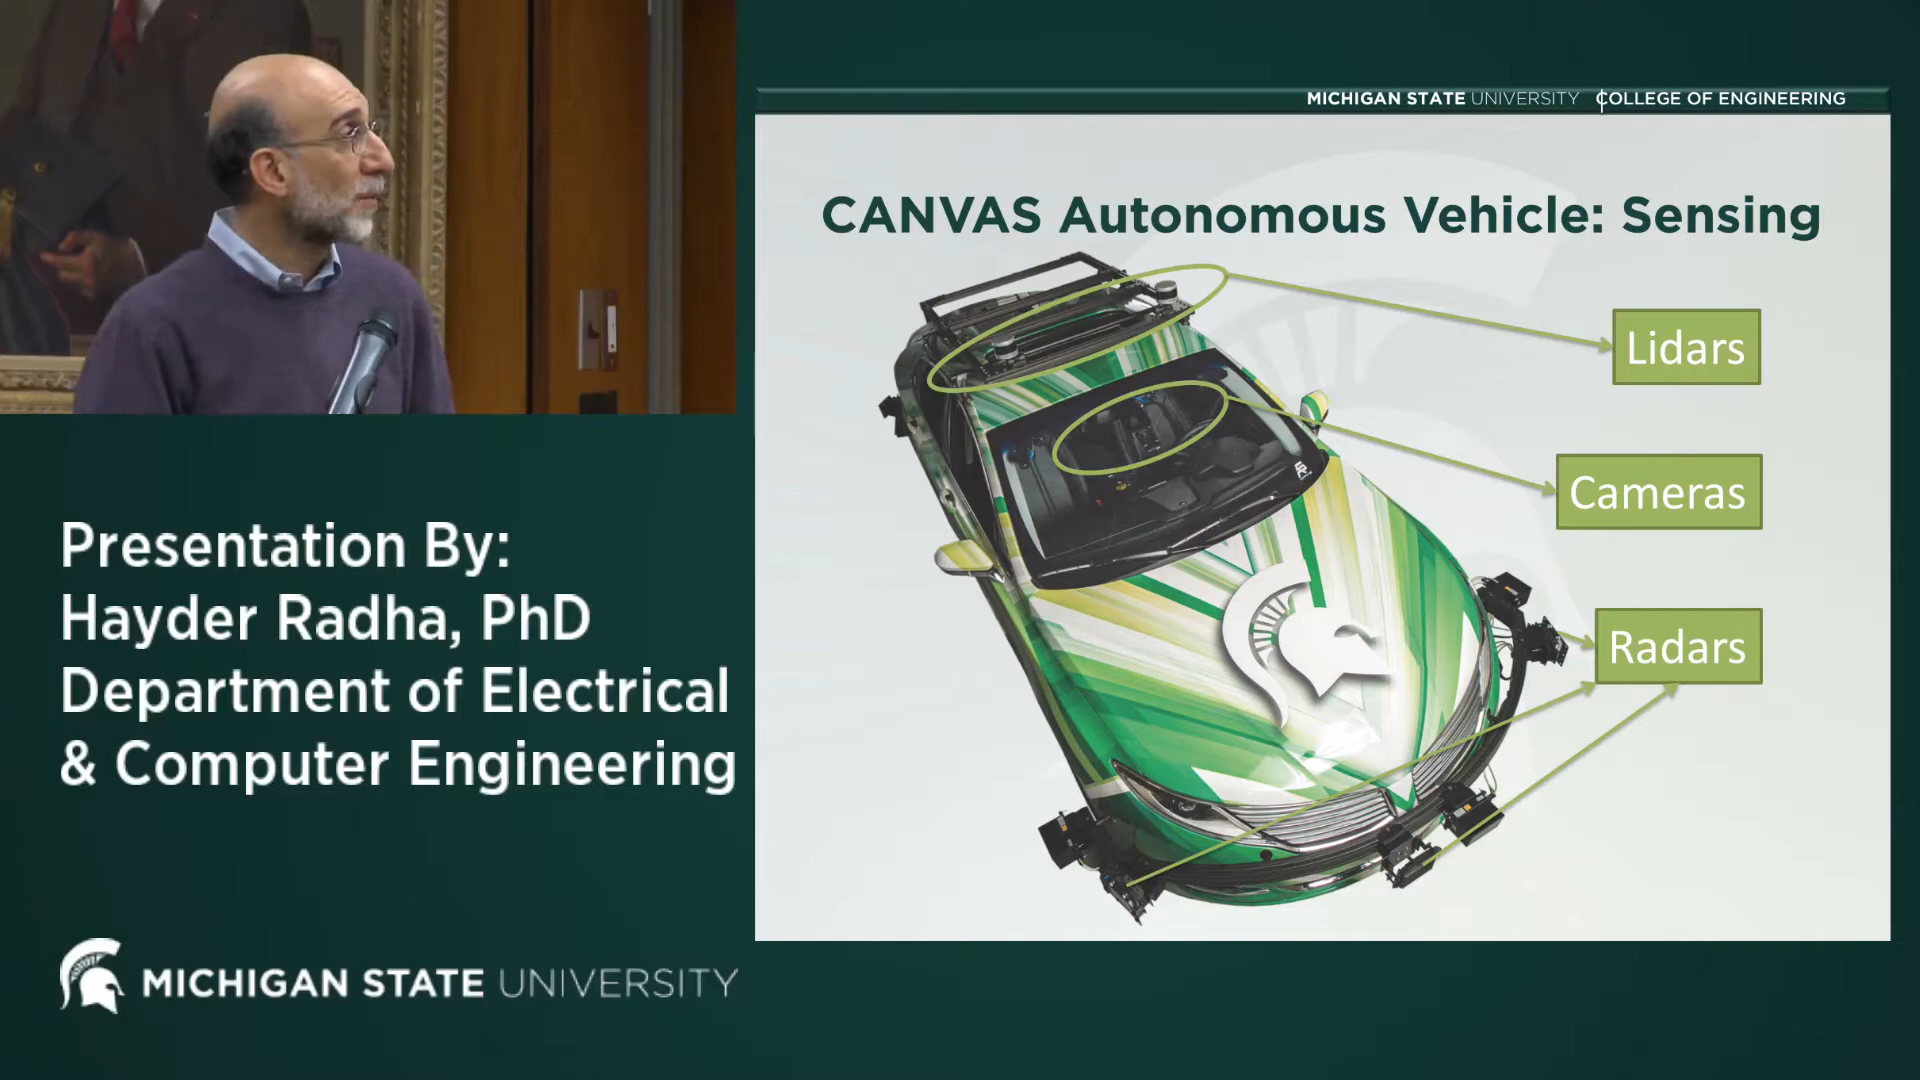 MICHIGAN STATE UNIVERSITY COLLEGE OF ENGINEERING
CANVAS Autonomous Vehicle: Sensing
Lidars
Cameras
Radars
Presentation By:
Hayder Radha, PhD
Department of Electrical
& Computer Engineering
MICHIGAN STATE UNIVERSITY